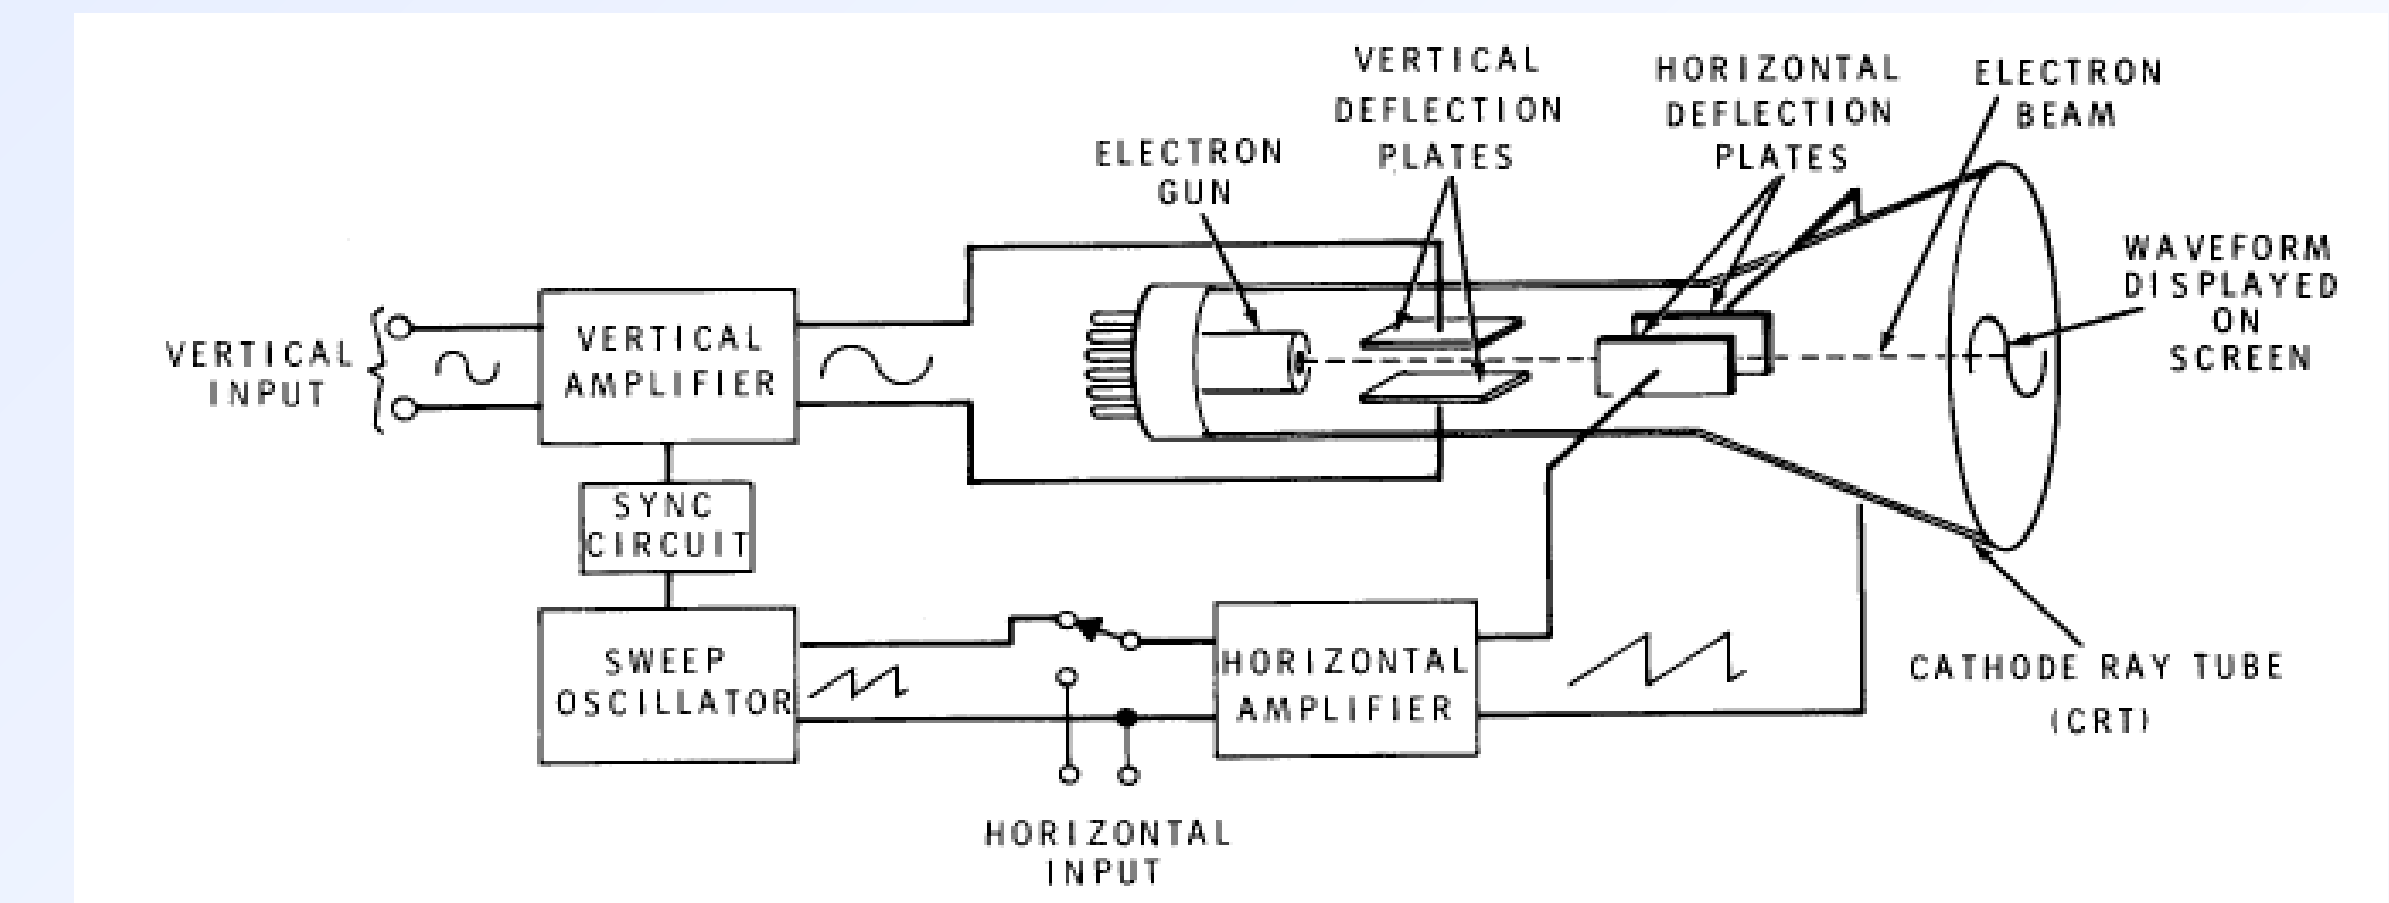 VERTICAL
DEFLECTION
PLATES
HORIZONTAL
DEFLECTION
PLATES
ELECTRON
BEAM
ELECTRON
GUN
WAVEFORM
DISPLAYED
ON
SCREEN
VERTICAL
INPUT
VERTICAL
AMPLIFIER
SYNC
CIRCUIT
SWEEP
OSCILLATOR
HORIZONTAL
AMPLIFIER
CATHODE RAY TUBE
(CRT)
HORIZONTAL
INPUT